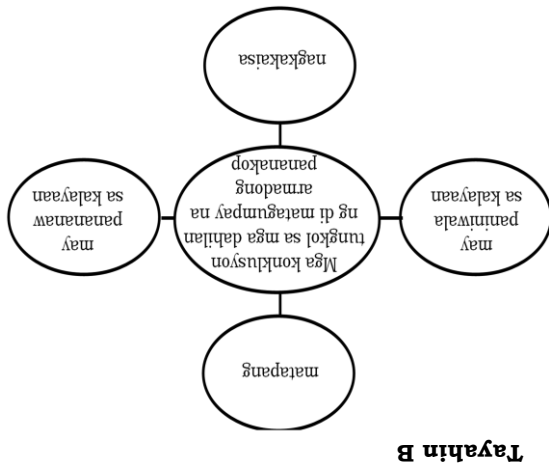 Tayahin B
matapang
may
paniniwala
sa kalayaan
Mga konklusyon
tungkol sa mga dahilan
ng di matagumpay na
armadong
pananakop
may
pananaw
sa kalayaan
nagkakaisa